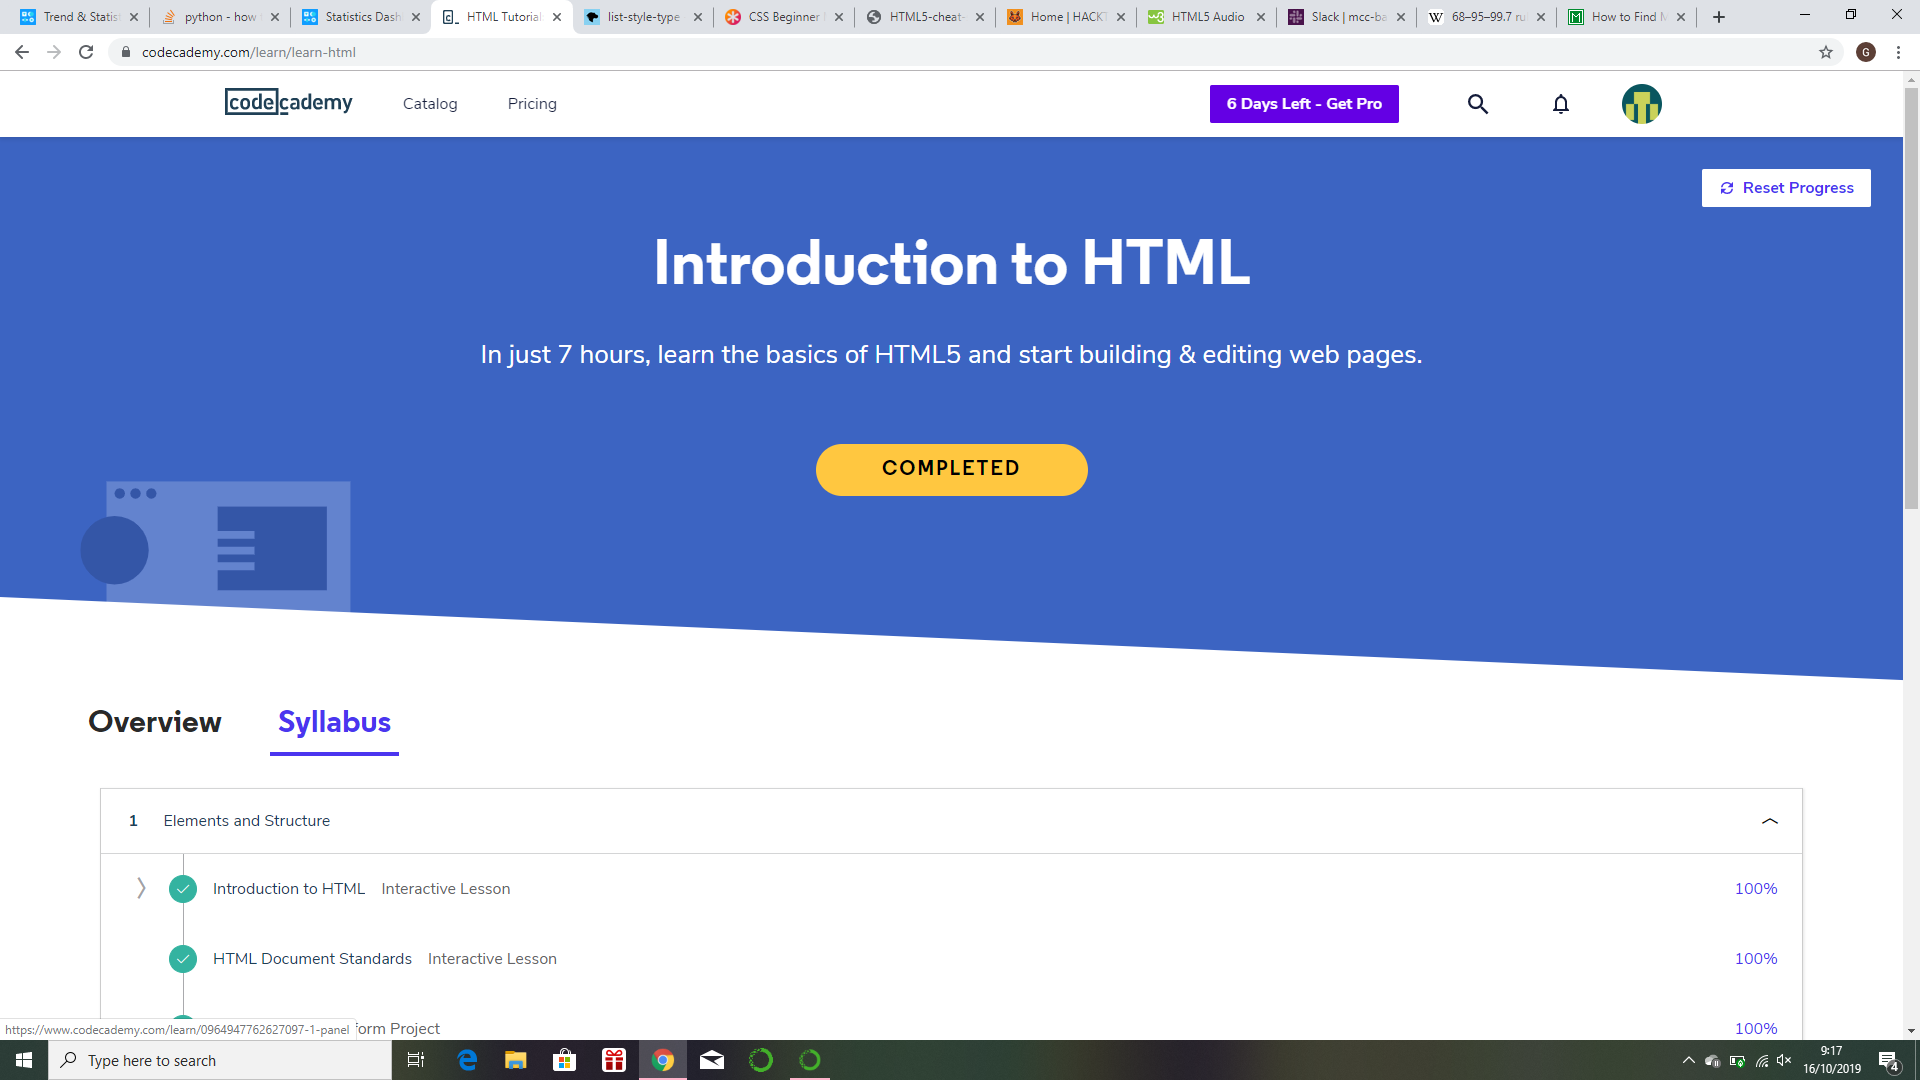 Trend & Statist
python - how
Statistics Dash
HTML Tutorial
list-style-type
CSS Beginner
HTML5-cheat-
Home | HACKT
HTML5 Audio
Slack | mcc-ba
68–95–99.7 ru
How to Find M
codecademy.com/learn/learn-html
G
codecademy
Catalog
Pricing
6 Days Left - Get Pro
Reset Progress
Introduction to HTML
In just 7 hours, learn the basics of HTML5 and start building & editing web pages.
COMPLETED
Overview
Syllabus
1 Elements and Structure
Introduction to HTML Interactive Lesson 100%
HTML Document Standards Interactive Lesson 100%
form Project 100%
https://www.codecademy.com/learn/0964947762627097-1-panel
Type here to search
9:17
16/10/2019
4